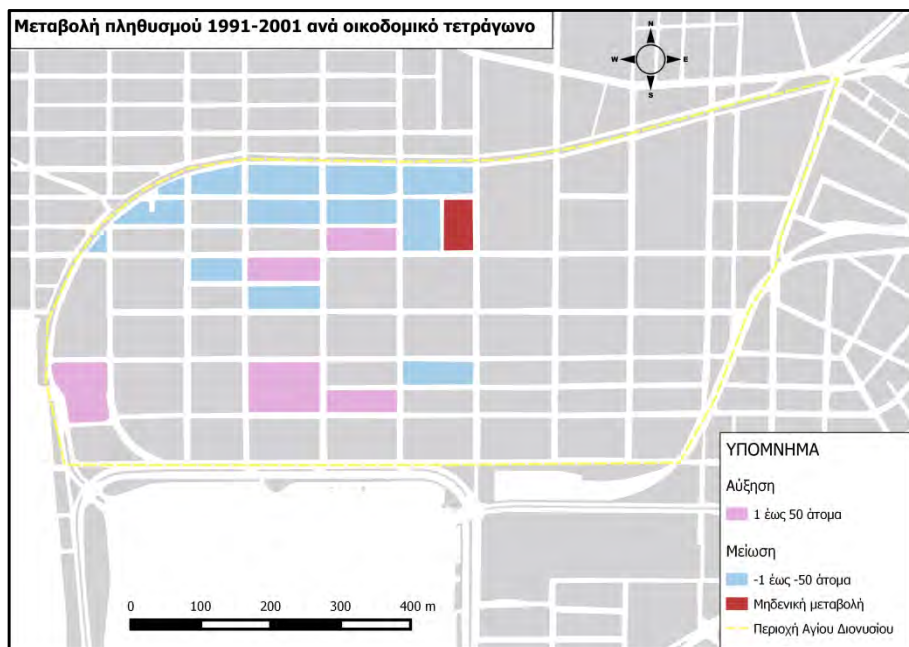 Μεταβολή πληθυσμού 1991-2001 ανά οικοδομικό τετράγωνο
N
W E
S
ΥΠΟΜΝΗΜΑ
Αύξηση
1 έως 50 άτομα
Μείωση
-1 έως -50 άτομα
Μηδενική μεταβολή
Περιοχή Αγίου Διονυσίου
0 100 200 300 400 m